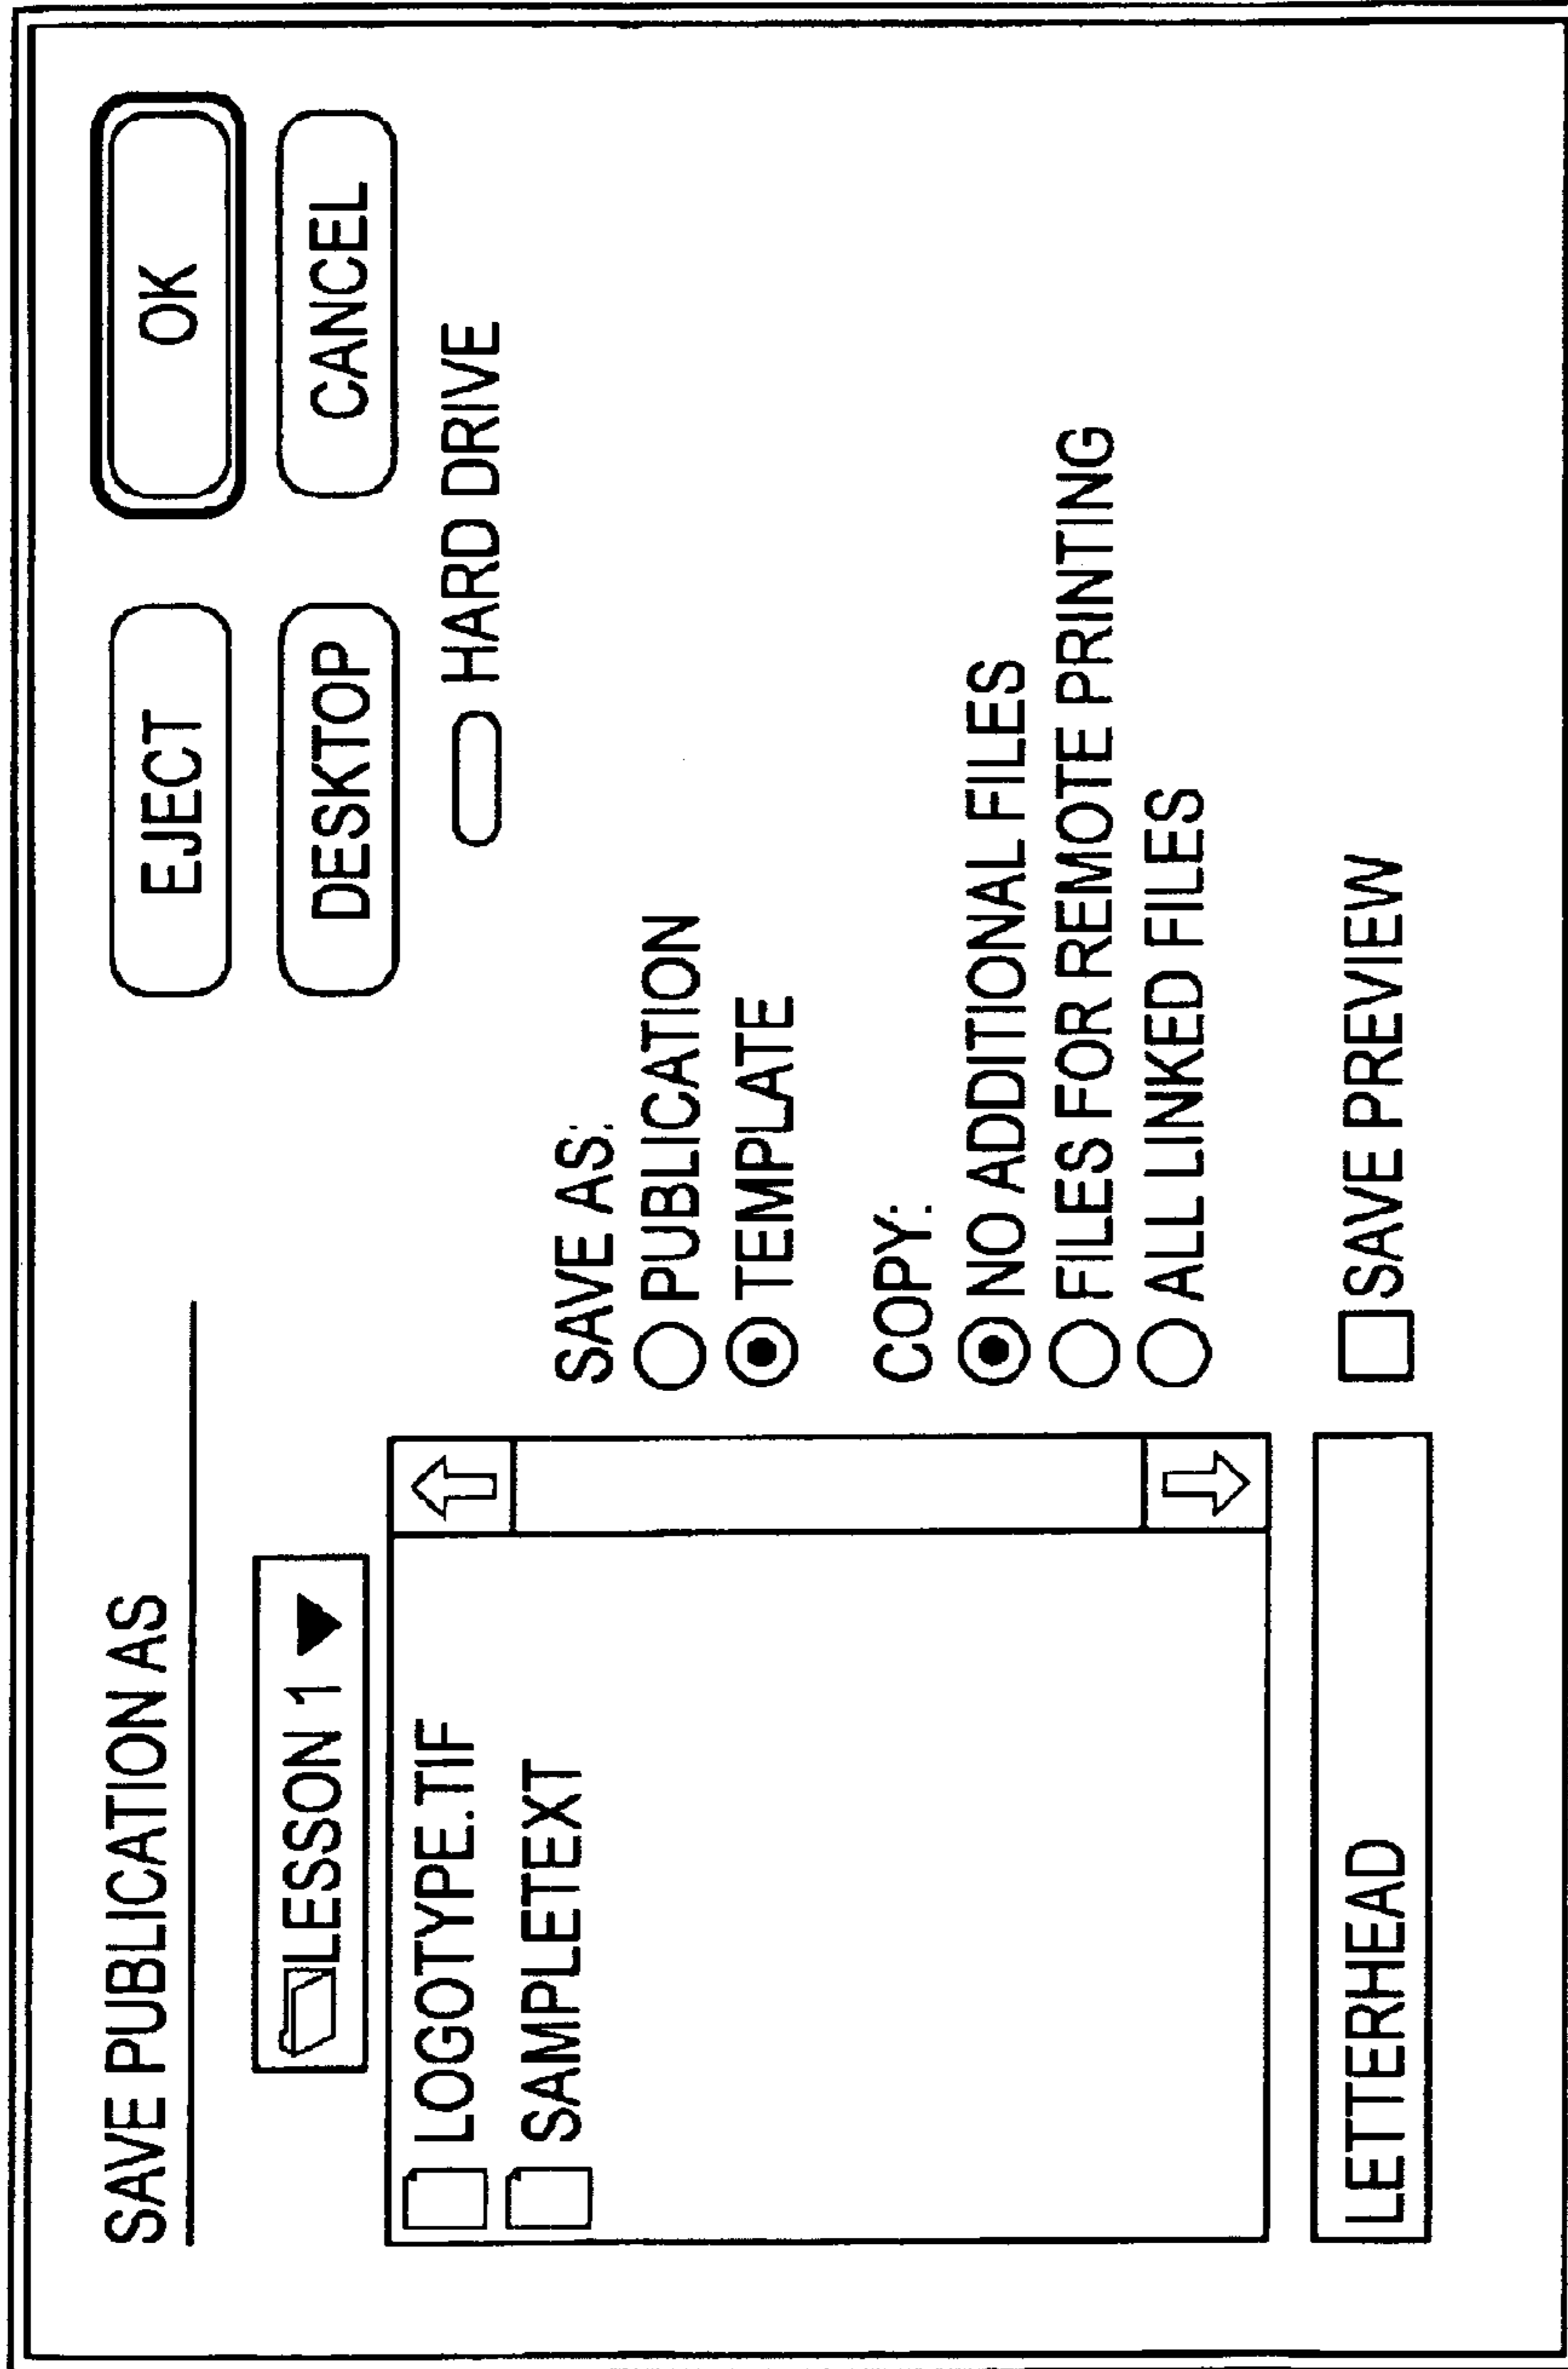 SAVE PUBLICATION AS
EJECT
OK
LESSON 1
DESKTOP
CANCEL
LOGOTYPE.TIF
SAMPLETEXT
HARD DRIVE
SAVE AS:
PUBLICATION
TEMPLATE
COPY:
NO ADDITIONAL FILES
FILES FOR REMOTE PRINTING
ALL LINKED FILES
LETTERHEAD
SAVE PREVIEW